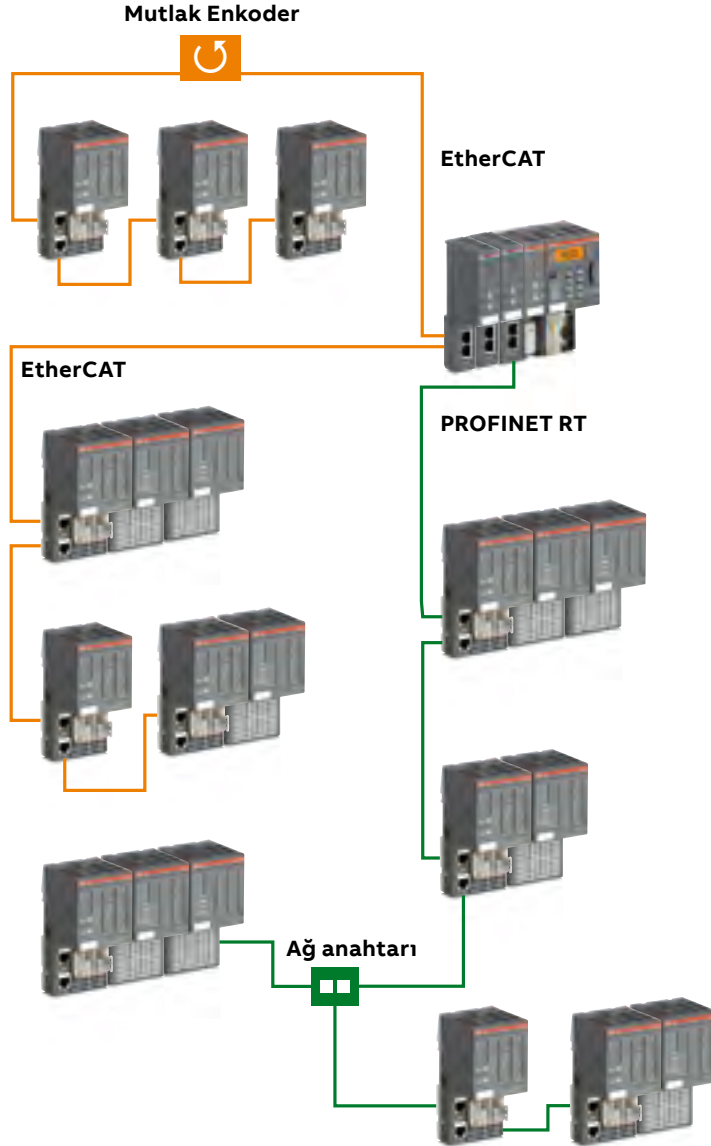 Mutlak Enkoder
EtherCAT
EtherCAT
PROFINET RT
Ağ anahtarı